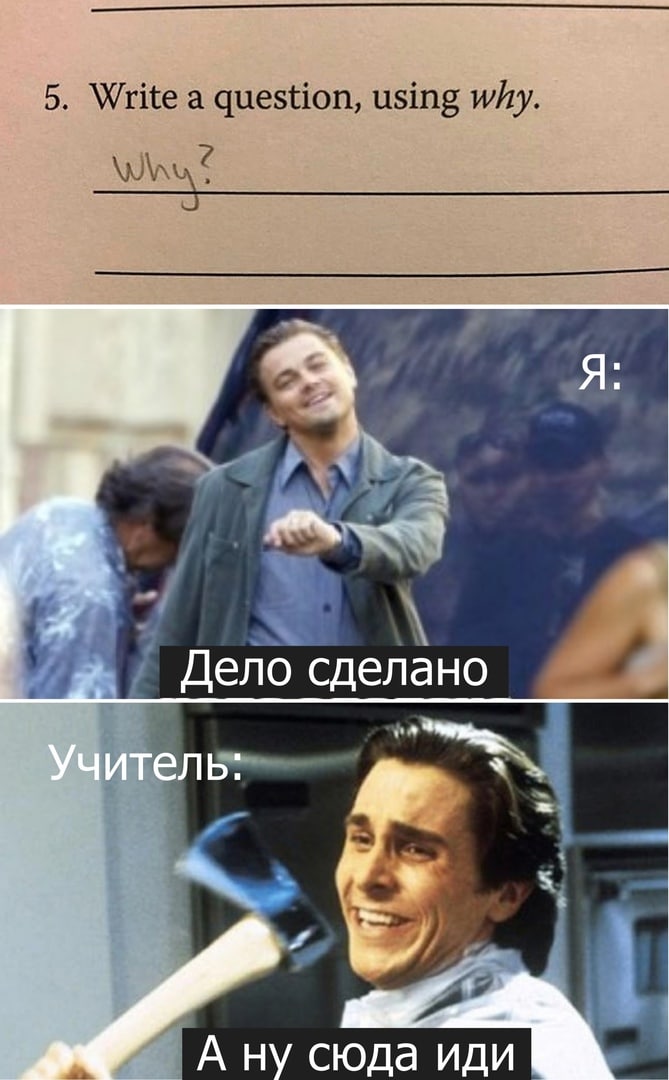 5. Write a question, using why.
Why?
Я:
Дело сделано
Учитель:
А ну сюда иди